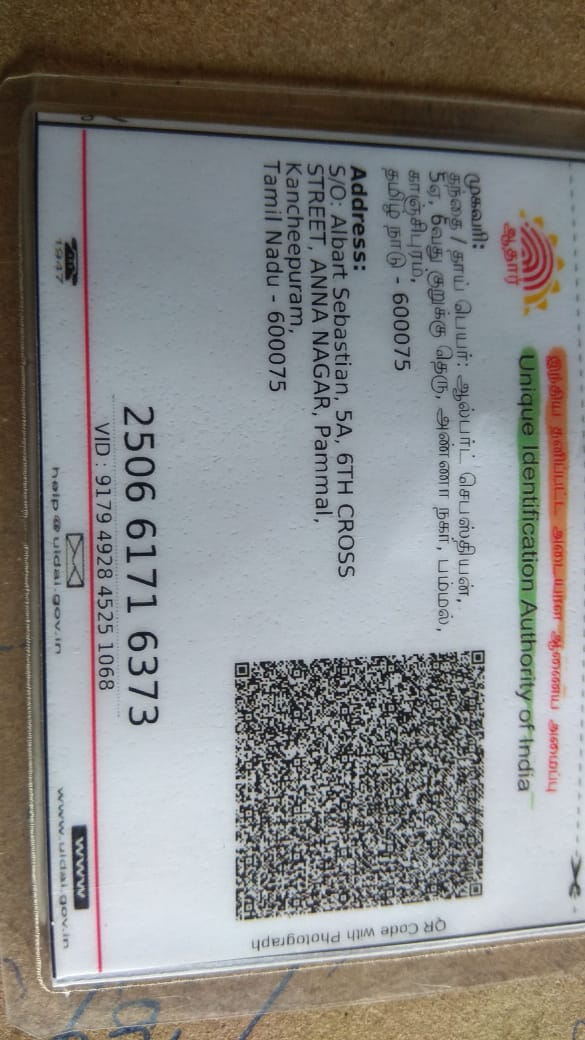 இந்திய தனிப்பட்ட அடையாள ஆணைய அமைப்பு
Unique Identification Authority of India
ஆதார்
முகவரி:
தந்தை / தாய் பெயர்: ஆல்பர்ட் செபஸ்தியன்,
5ஏ, 6வது குறுக்கு தெரு, அண்ணா நகர், பம்மல்,
காஞ்சிபுரம்,
தமிழ் நாடு - 600075
Address:
S/O: Albart Sebastian, 5A, 6TH CROSS
STREET, ANNA NAGAR, Pammal,
Kancheepuram,
Tamil Nadu - 600075
QR Code with Photograph
2506 6171 6373
VID : 9179 4928 4525 1068
1947
help@uidai.gov.in
www
www.uidai.gov.in